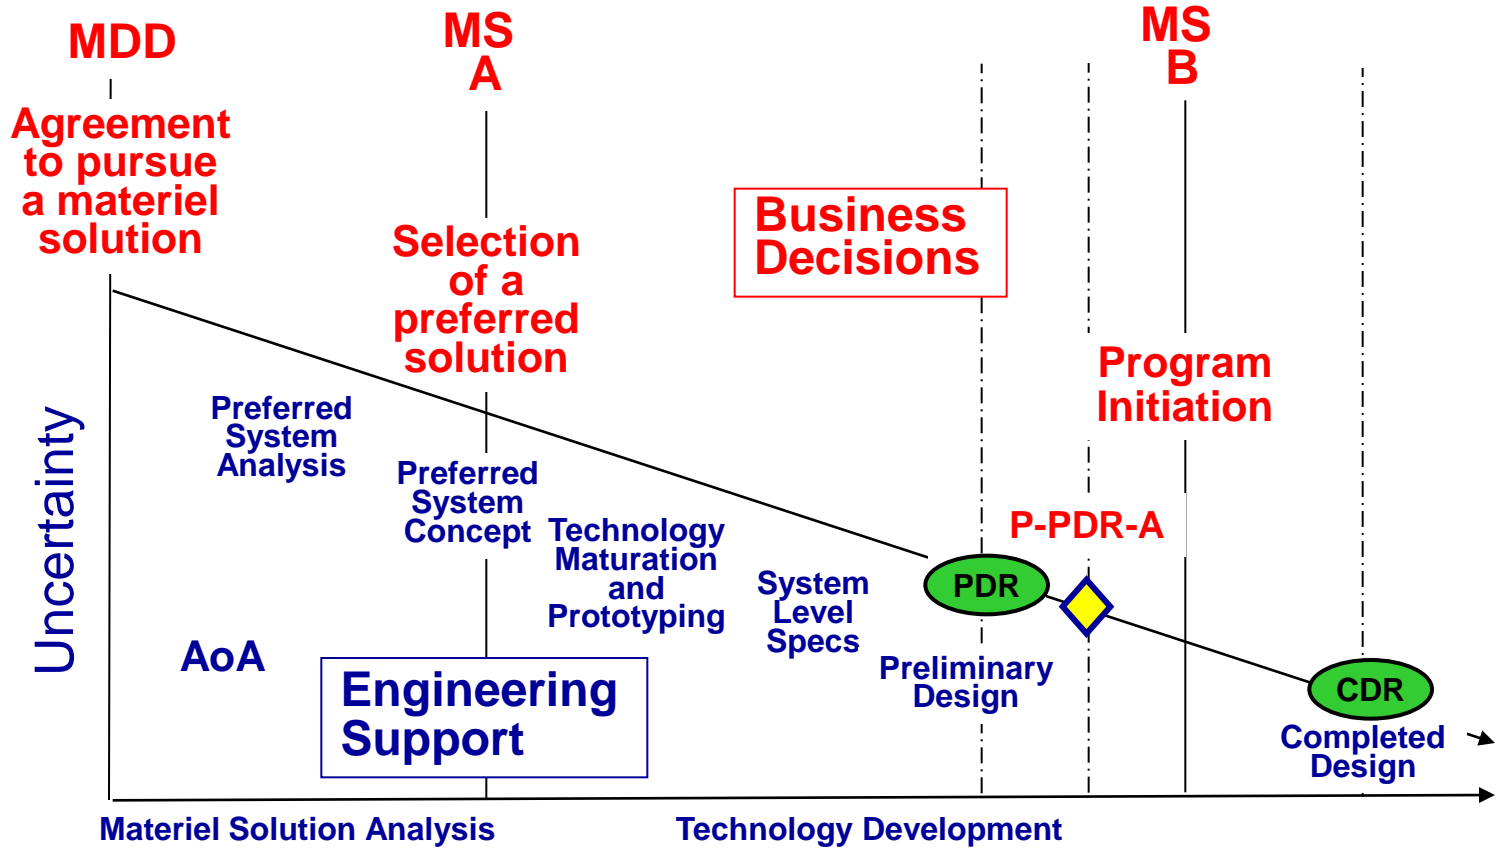 MDD
Agreement
to pursue
a materiel
solution
MS
A
Selection
of a
preferred
solution
Business
Decisions
MS
B
Program
Initiation
Uncertainty
Preferred
System
Analysis
Preferred
System
Concept
Technology
Maturation
and
Prototyping
System
Level
Specs
P-PDR-A
PDR
AoA
Engineering
Support
Preliminary
Design
CDR
Completed
Design
Materiel Solution Analysis
Technology Development